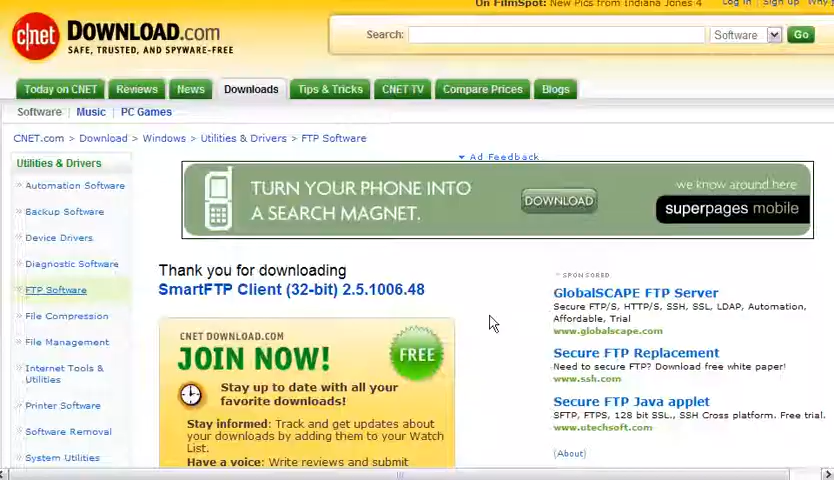 On FilmSpot: New Pics from Indiana Jones 4
Log in | Sign up
c|net DOWNLOAD.com
SAFE, TRUSTED, AND SPYWARE-FREE
Search: Software Go
Today on CNET Reviews News Downloads Tips & Tricks CNET TV Compare Prices Blogs
Software | Music | PC Games
CNET.com > Download > Windows > Utilities & Drivers > FTP Software
Utilities & Drivers
Automation Software
Backup Software
Device Drivers
Diagnostic Software
FTP Software
File Compression
File Management
Internet Tools &
Utilities
Printer Software
Software Removal
System Utilities
Ad Feedback
TURN YOUR PHONE INTO
A SEARCH MAGNET.
DOWNLOAD
we know around here
superpages mobile
Thank you for downloading
SmartFTP Client (32-bit) 2.5.1006.48
CNET DOWNLOAD.COM
JOIN NOW!
FREE
Stay up to date with all your
favorite downloads!
Stay informed: Track and get updates about
your downloads by adding them to your Watch
List.
Have a voice: Write reviews and submit
SPONSORED
GlobalSCAPE FTP Server
Secure FTP/S, HTTP/S, SSH, SSL, LDAP, Automation,
Affordable, Trial
www.globalscape.com
Secure FTP Replacement
Need to secure FTP? Download free white paper!
www.ssh.com
Secure FTP Java applet
SFTP, FTPS, 128 bit SSL., SSH Cross platform. Free trial.
www.utechsoft.com
(About)